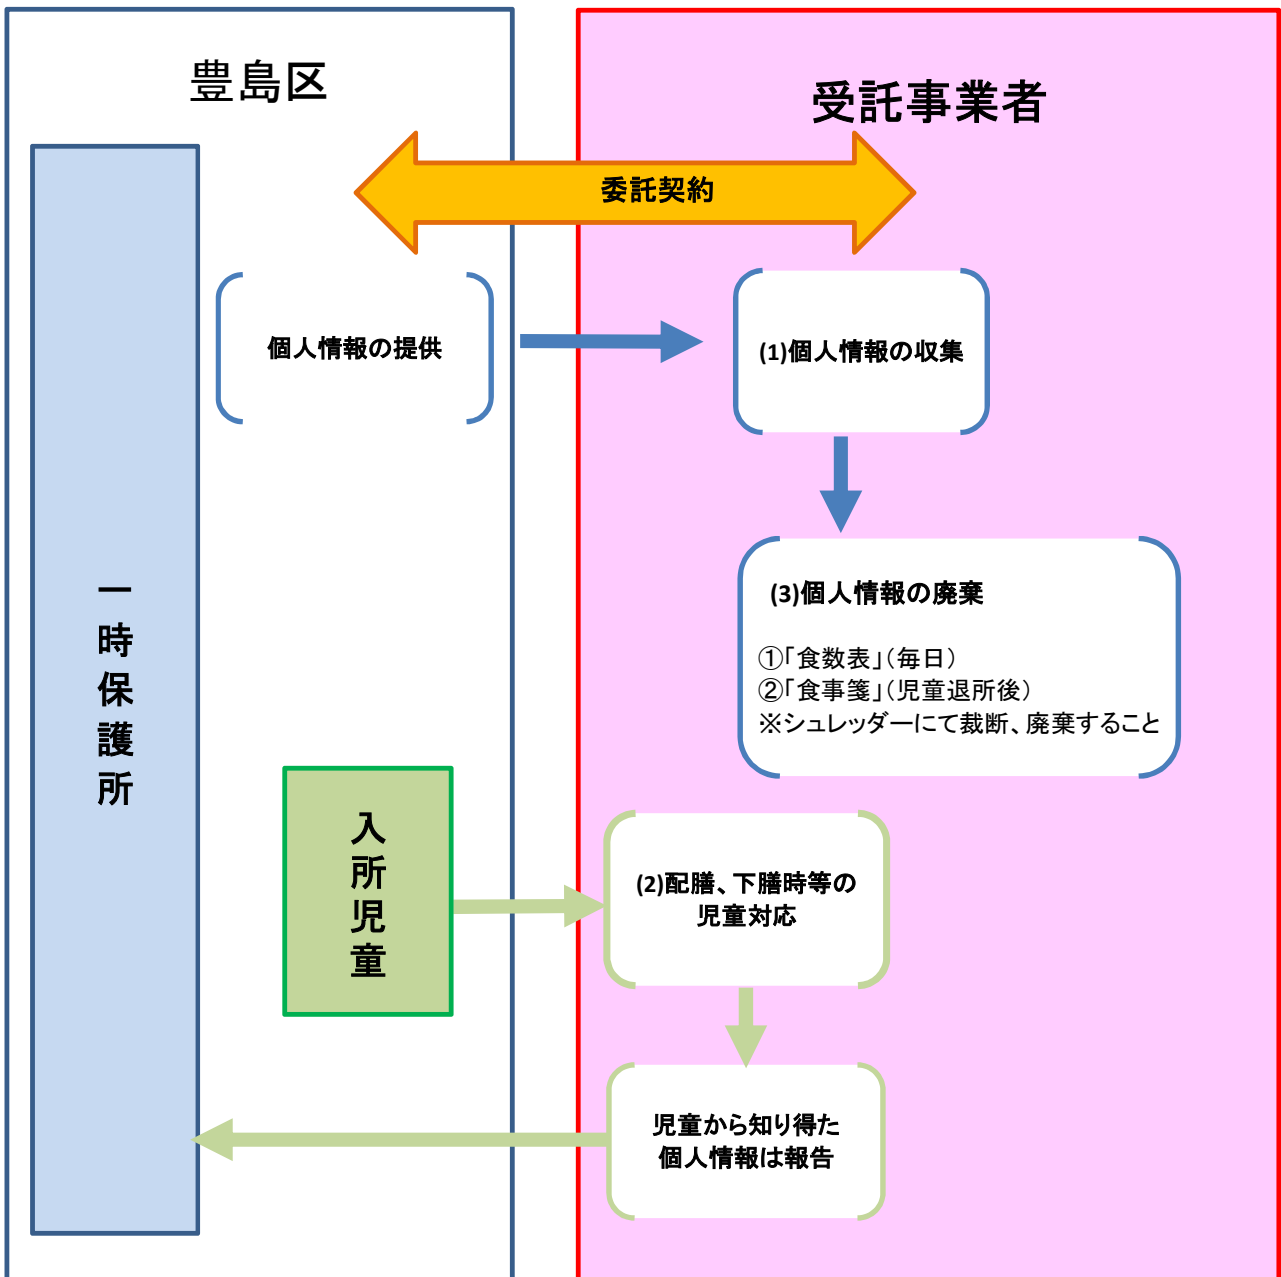 豊島区
受託事業者
委託契約
個人情報の提供
(1)個人情報の収集
(3)個人情報の廃棄
①「食数表」（毎日）
②「食事箋」（児童退所後）
※シュレッダーにて裁断、廃棄すること
一時保護所
入所児童
(2)配膳、下膳時等の
児童対応
児童から知り得た
個人情報は報告